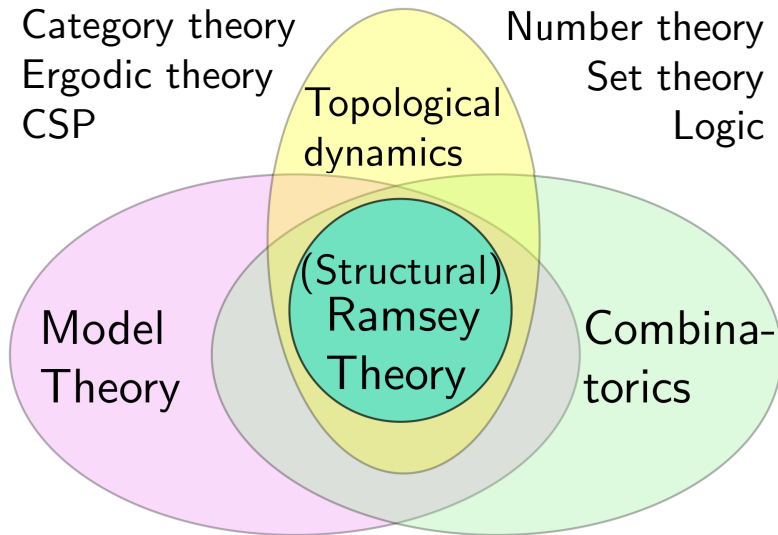 Category theory
Ergodic theory
CSP
Number theory
Set theory
Logic
Topological
dynamics
(Structural)
Ramsey
Theory
Model
Theory
Combina-
torics